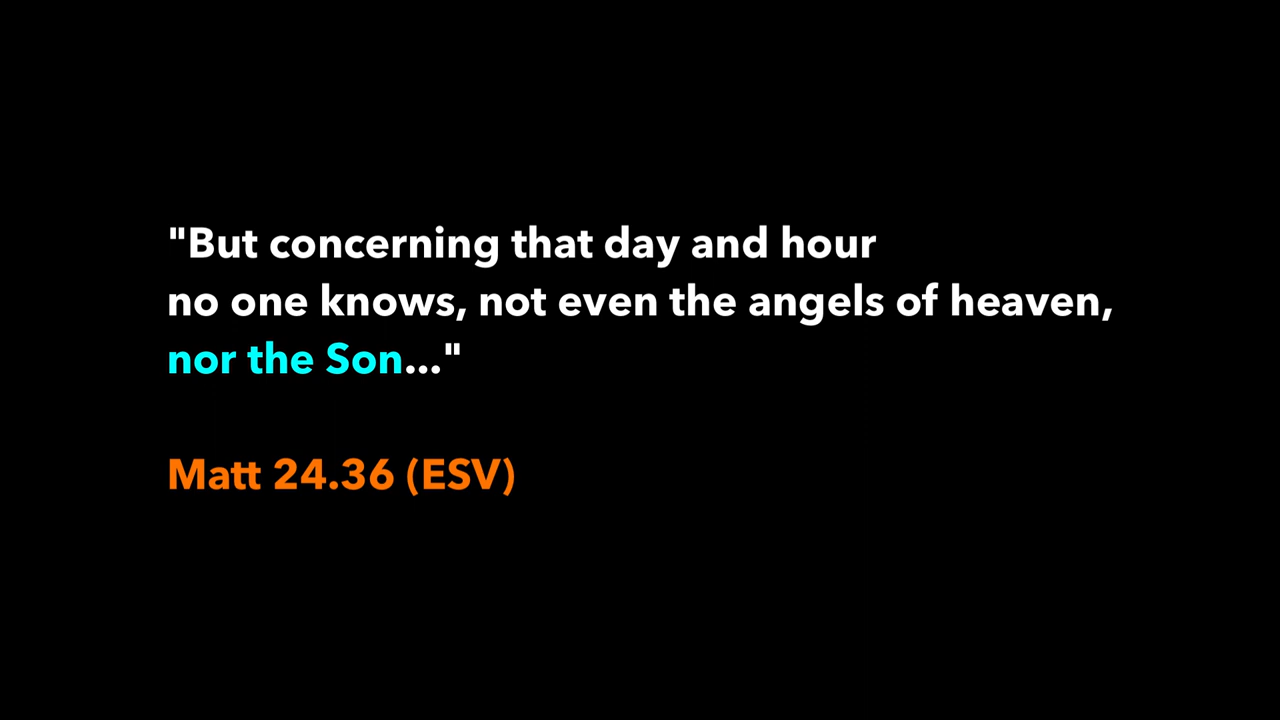 "But concerning that day and hour
no one knows, not even the angels of heaven,
nor the Son..."
Matt 24.36 (ESV)